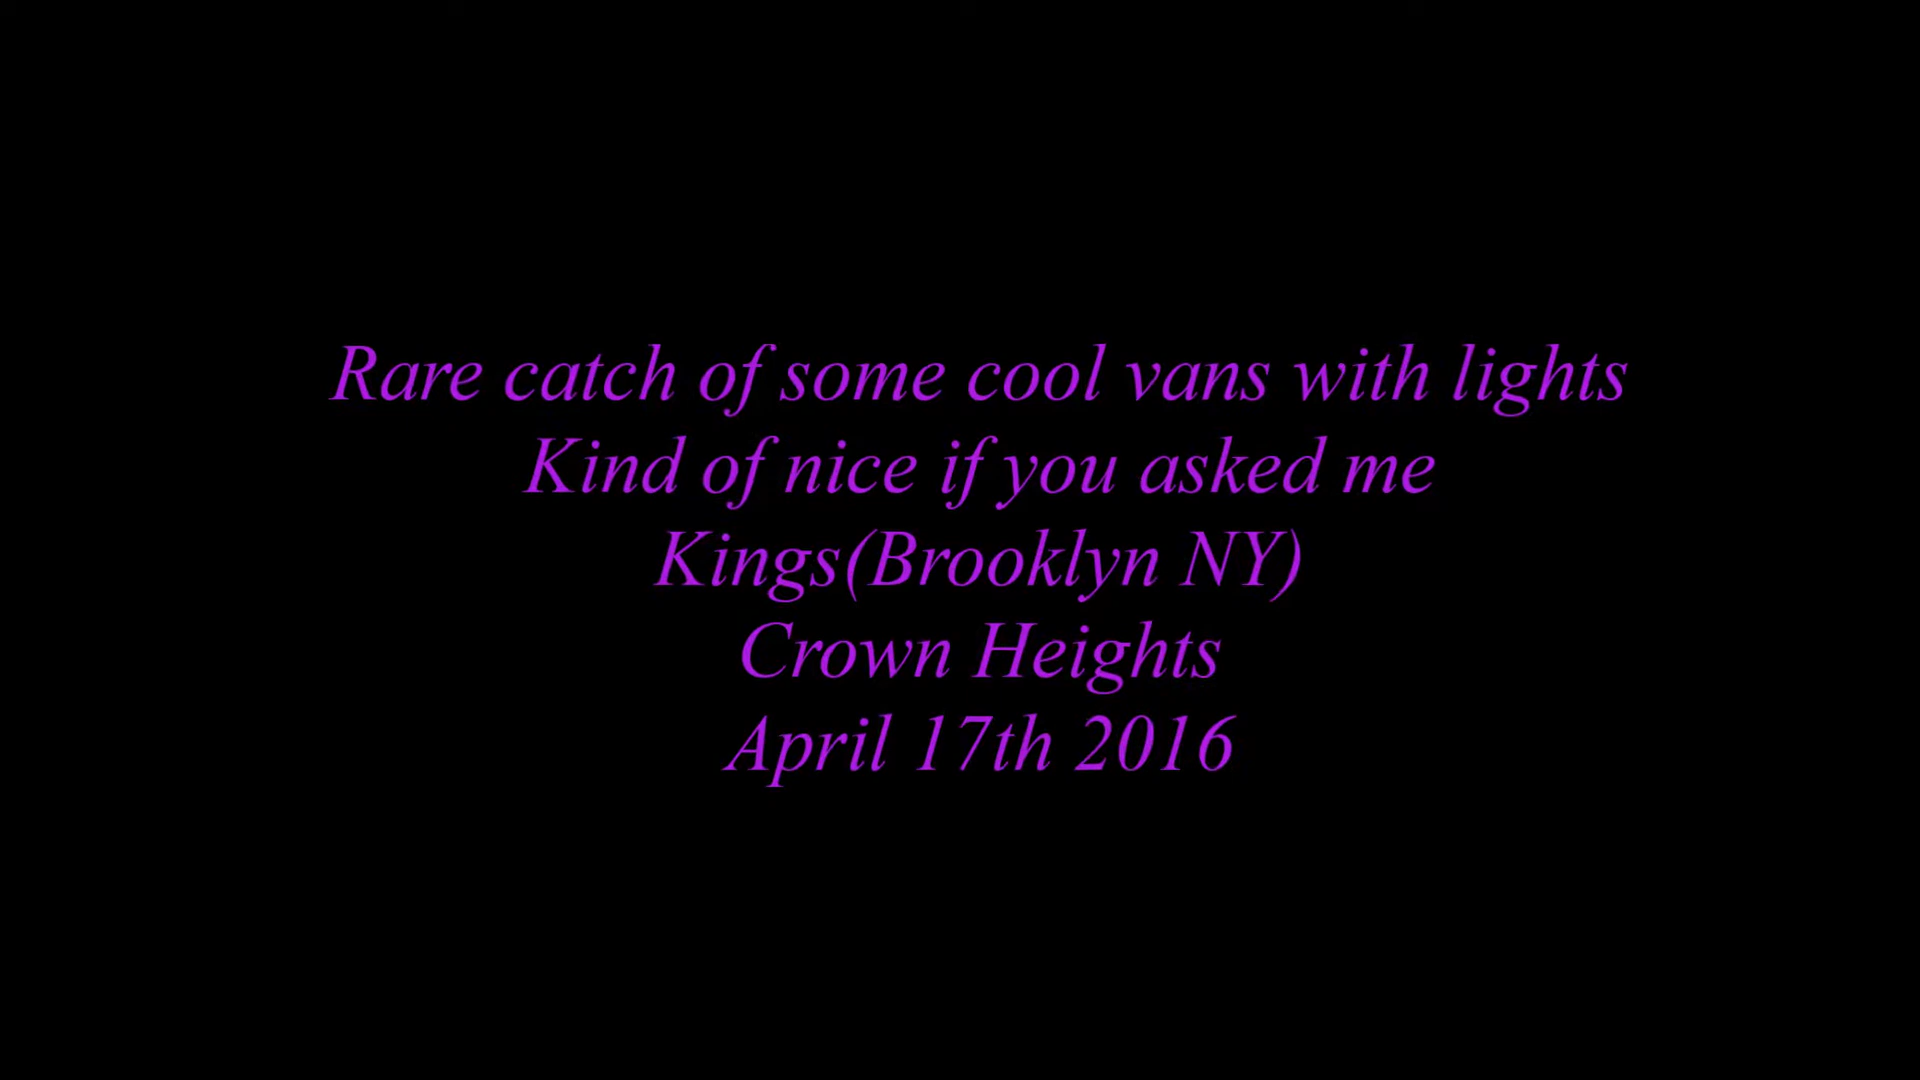 Rare catch of some cool vans with lights
Kind of nice if you asked me
Kings(Brooklyn NY)
Crown Heights
April 17th 2016